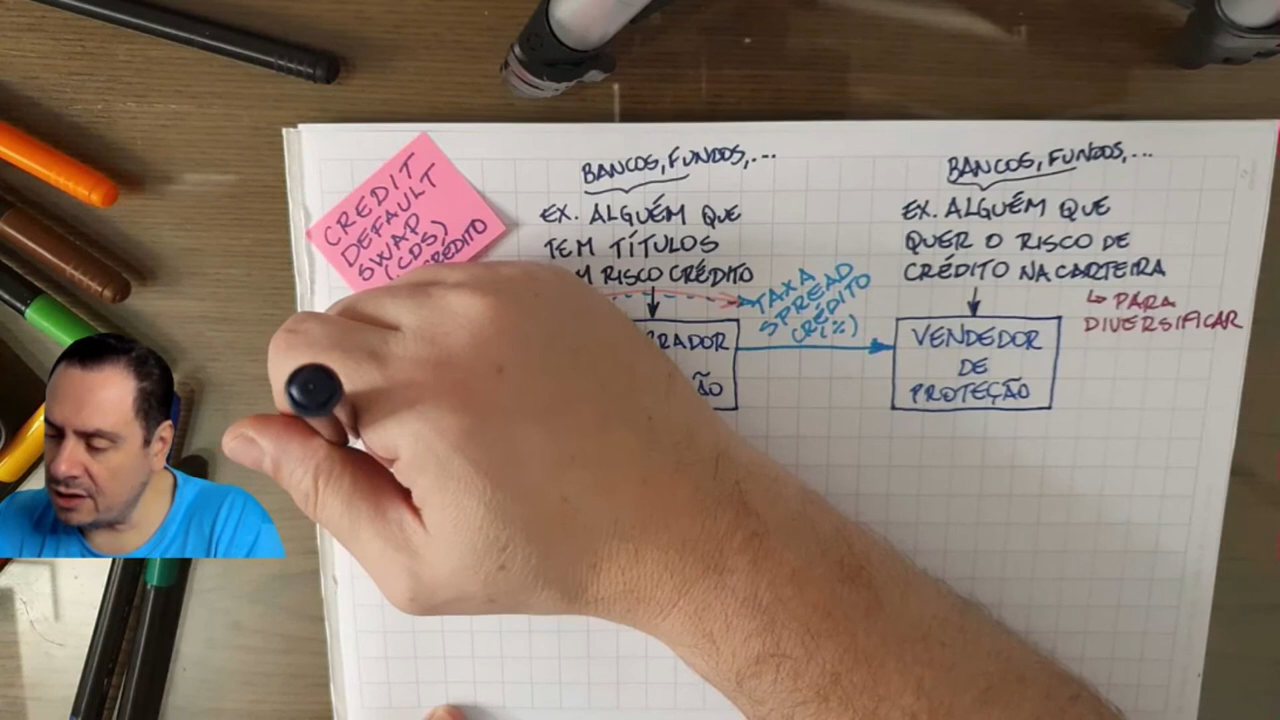 CREDIT
DEFAULT
SWAP
(CDS)
CRÉDITO
BANCOS, FUNDOS,...
EX. ALGUÉM QUE
TEM TÍTULOS
RISCO CRÉDITO
TAXA
SPREAD
CRÉDITO
(%)
BANCOS, FUNDOS,...
EX. ALGUÉM QUE
QUER O RISCO DE
CRÉDITO NA CARTEIRA
↳ PARA
DIVERSIFICAR
VENDEDOR
DE
PROTEÇÃO